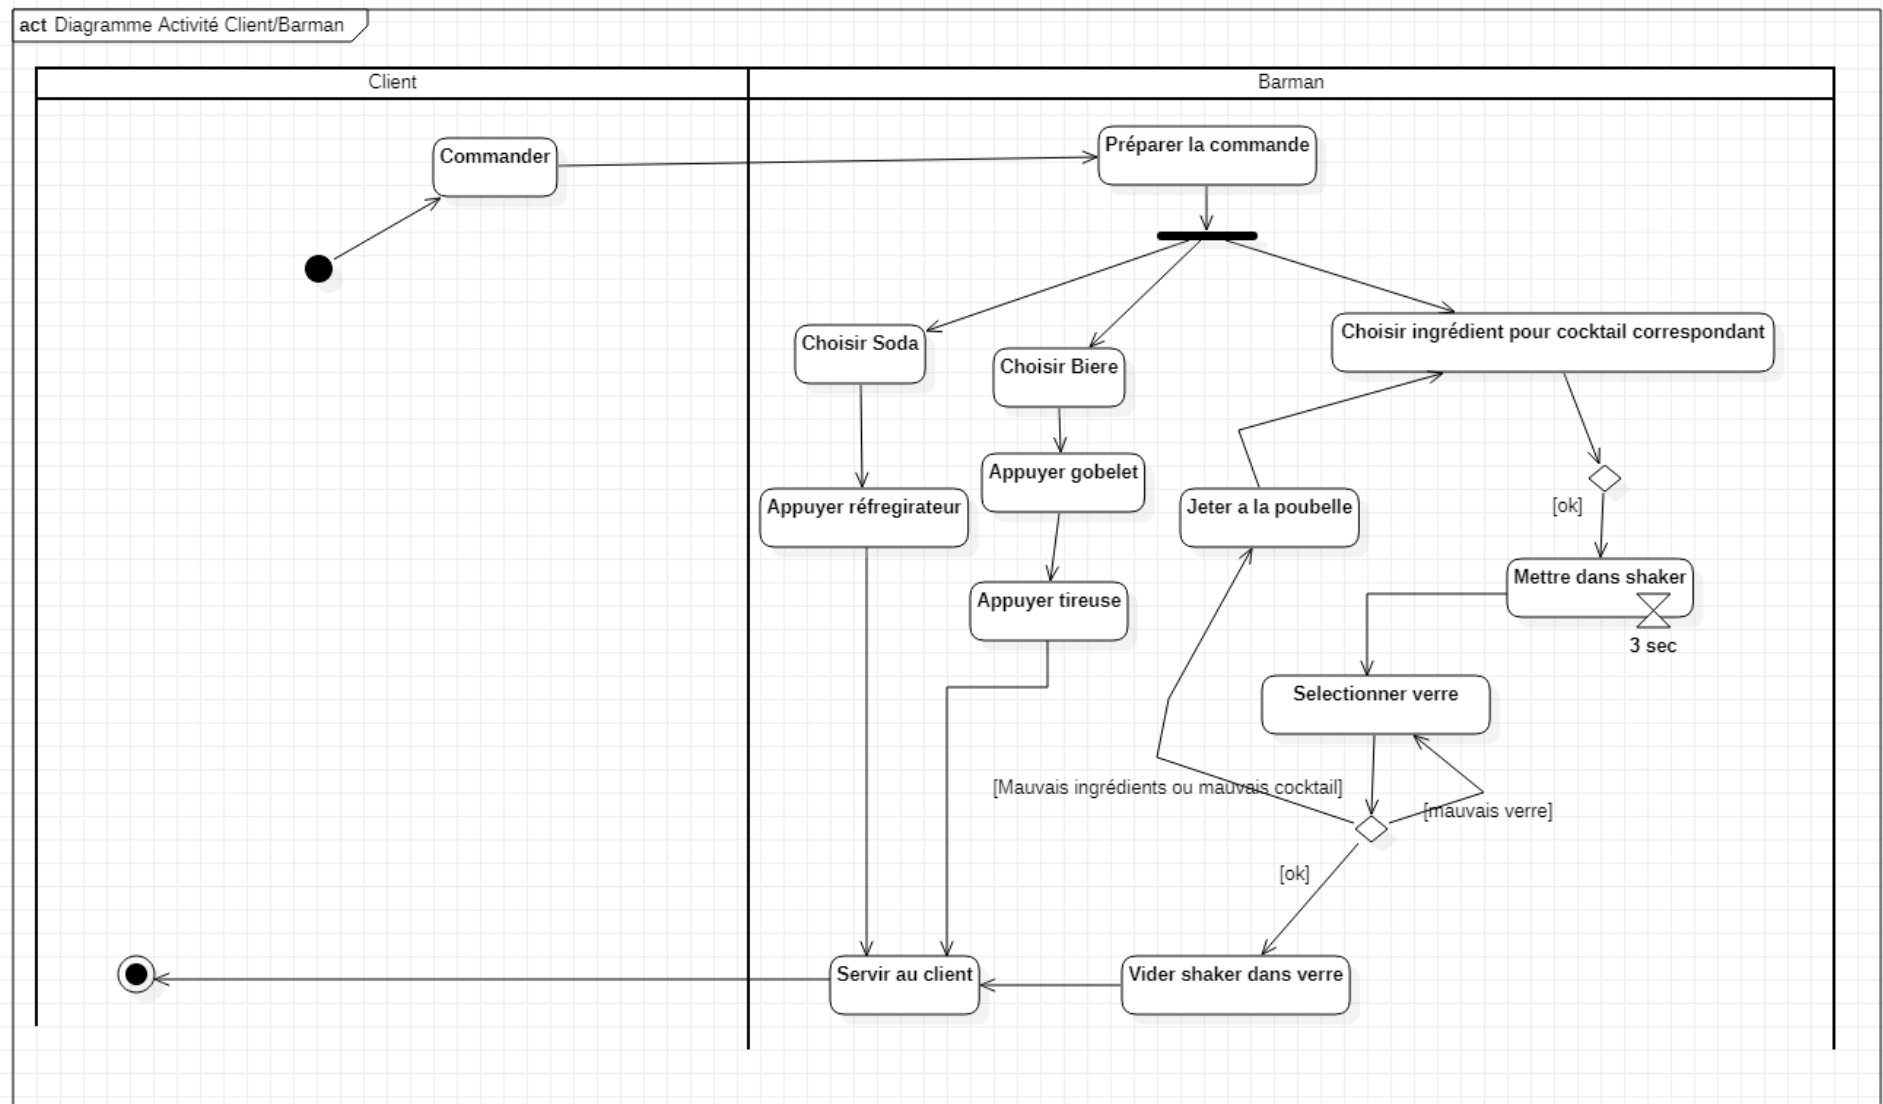 act Diagramme Activité Client/Barman
Client
Barman
Commander
Préparer la commande
Choisir Soda
Choisir Biere
Choisir ingrédient pour cocktail correspondant
Appuyer réfregirateur
Appuyer gobelet
Jeter a la poubelle
[ok]
Appuyer tireuse
Mettre dans shaker
3 sec
Selectionner verre
[Mauvais ingrédients ou mauvais cocktail]
[mauvais verre]
[ok]
Servir au client
Vider shaker dans verre